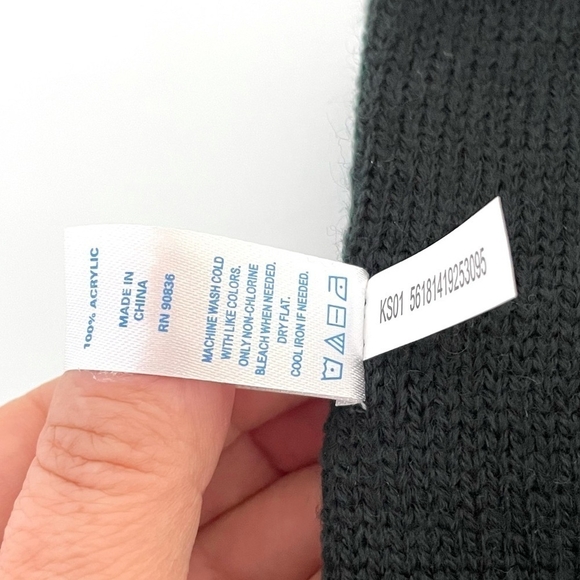 100% ACRYLIC
MADE IN
CHINA
RN 90836
MACHINE WASH COLD
WITH LIKE COLORS.
ONLY NON-CHLORINE
BLEACH WHEN NEEDED.
DRY FLAT.
COOL IRON IF NEEDED.
KS01 56181419253095